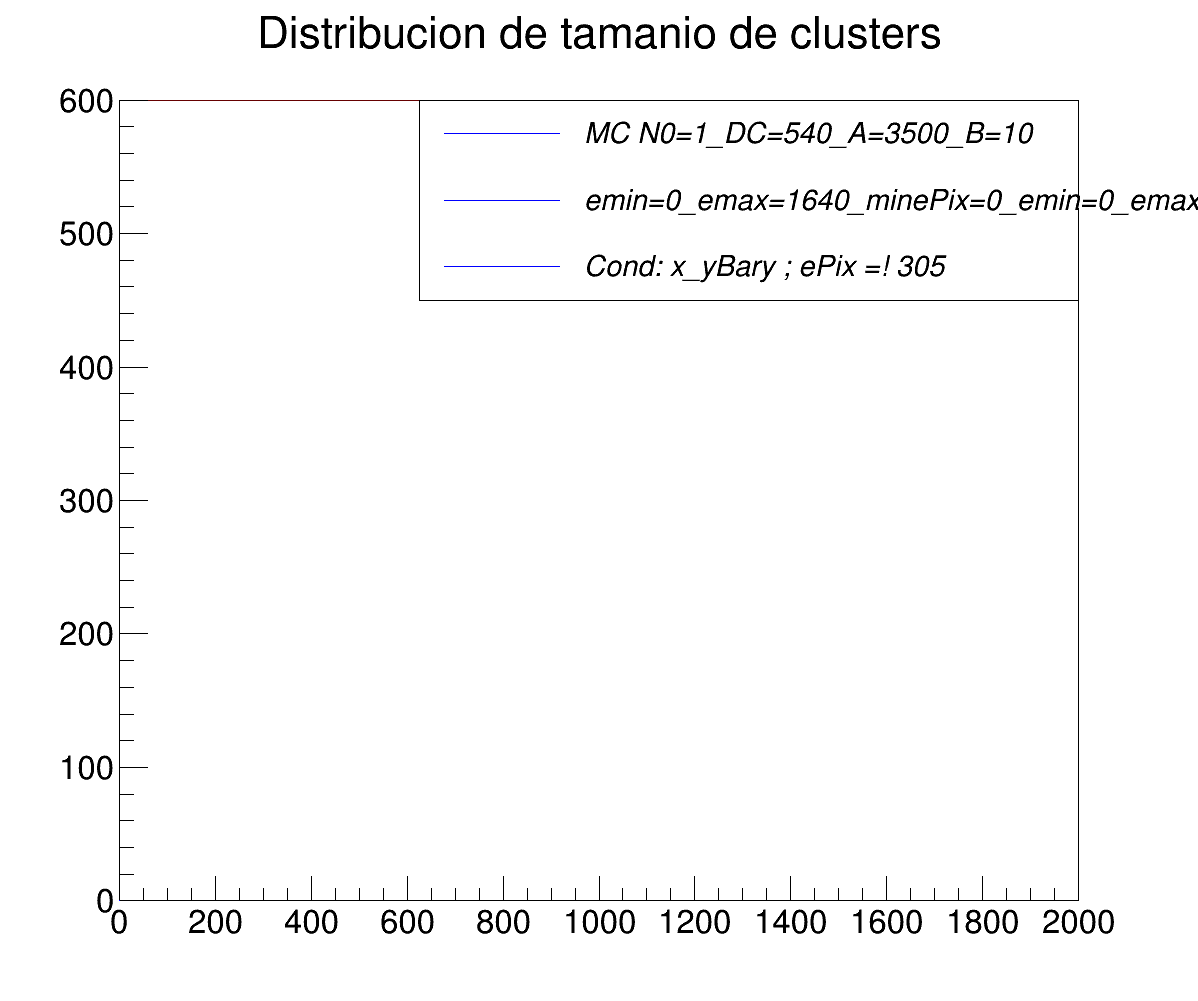 Distribucion de tamanio de clusters
600
MC N0=1_DC=540_A=3500_B=10
emin=0_emax=1640_minePix=0_emin=0_emax
500
Cond: x_yBary ; ePix =! 305
400
300
200
100
0
0 200 400 600 800 1000 1200 1400 1600 1800 2000